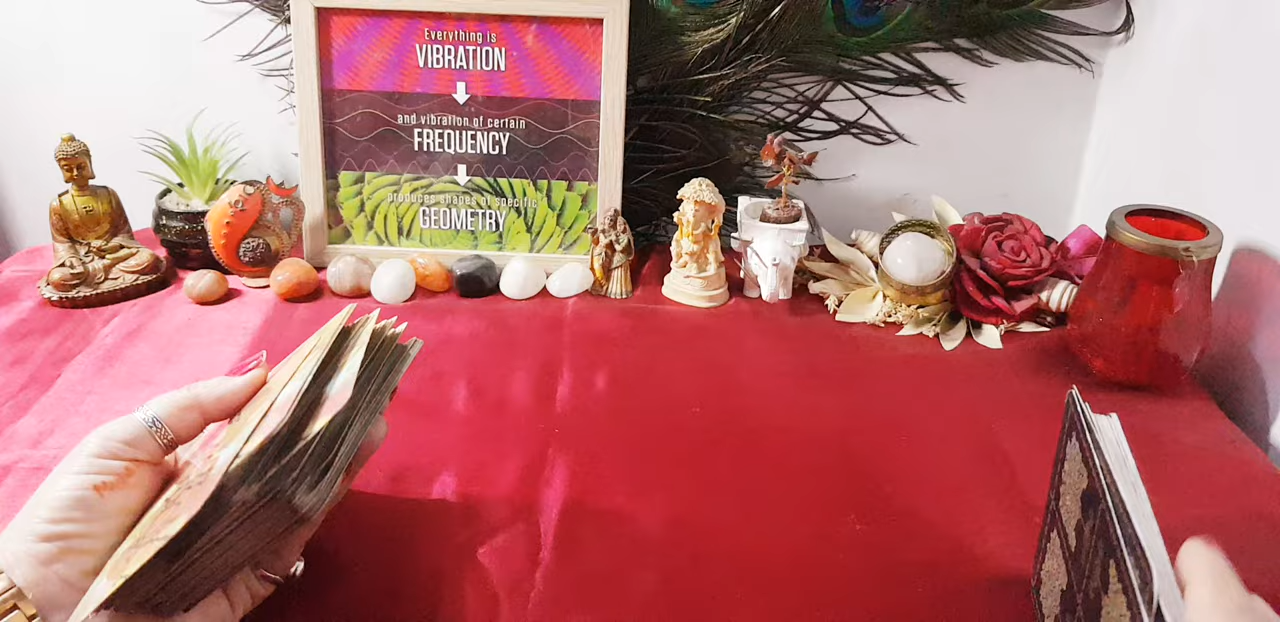 Everything is
VIBRATION
and vibration of certain
FREQUENCY
produces shapes of specific
GEOMETRY